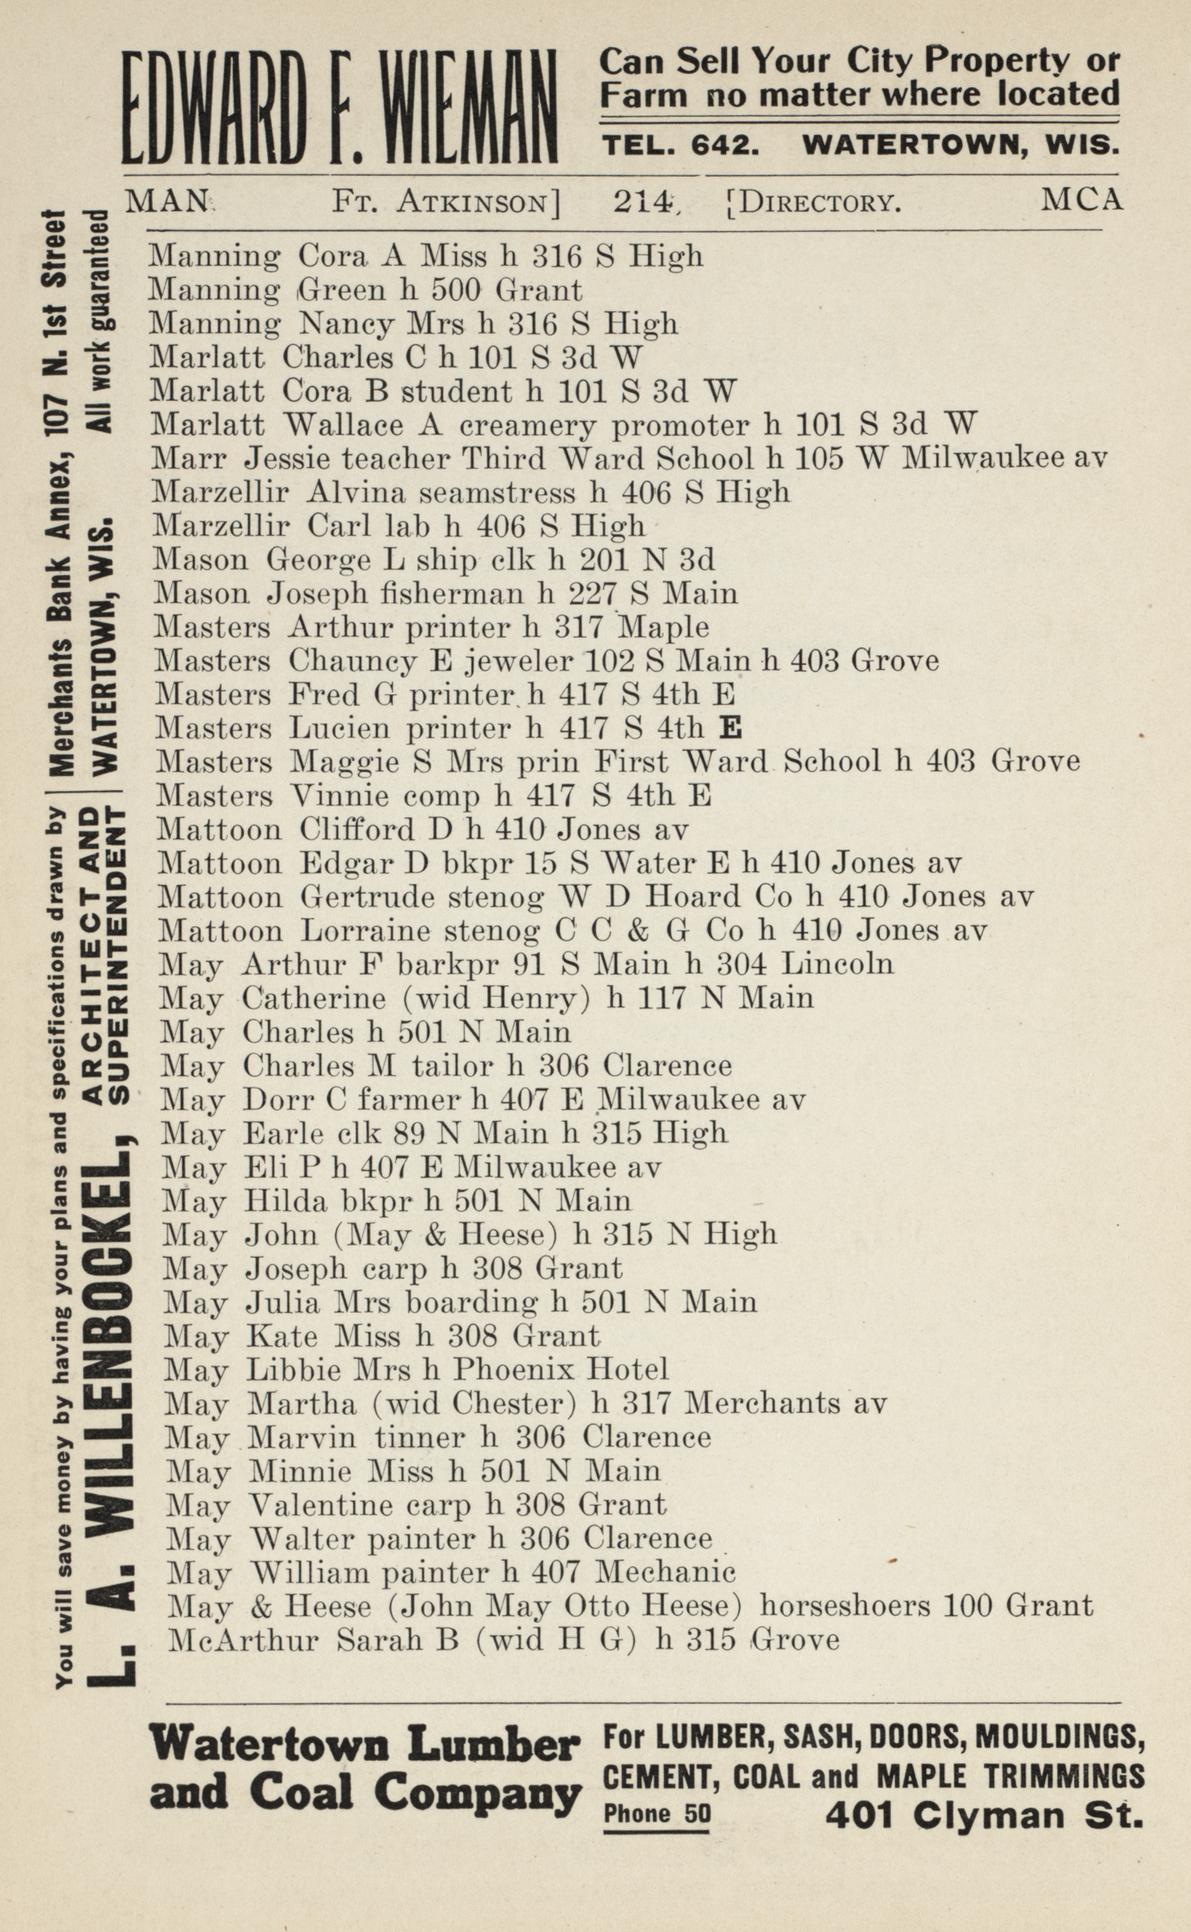 EDWARD F. WIEMAN
Can Sell Your City Property or
Farm no matter where located
TEL. 642. WATERTOWN, WIS.
MAN. FT. ATKINSON] 214, [DIRECTORY. MCA
Manning Cora A Miss h 316 S High
Manning Green h 500 Grant
Manning Nancy Mrs h 316 S High
Marlatt Charles C h 101 S 3d W
Marlatt Cora B student h 101 S 3d W
Marlatt Wallace A creamery promoter h 101 S 3d W
Marr Jessie teacher Third Ward School h 105 W Milwaukee av
Marzellir Alvina seamstress h 406 S High
Marzellir Carl lab h 406 S High
Mason George L ship clk h 201 N 3d
Mason Joseph fisherman h 227 S Main
Masters Arthur printer h 317 Maple
Masters Chauncy E jeweler 102 S Main h 403 Grove
Masters Fred G printer h 417 S 4th E
Masters Lucien printer h 417 S 4th E
Masters Maggie S Mrs prin First Ward School h 403 Grove
Masters Vinnie comp h 417 S 4th E
Mattoon Clifford D h 410 Jones av
Mattoon Edgar D bkpr 15 S Water E h 410 Jones av
Mattoon Gertrude stenog W D Hoard Co h 410 Jones av
Mattoon Lorraine stenog C C & G Co h 410 Jones av
May Arthur F barkpr 91 S Main h 304 Lincoln
May Catherine (wid Henry) h 117 N Main
May Charles h 501 N Main
May Charles M tailor h 306 Clarence
May Dorr C farmer h 407 E Milwaukee av
May Earle clk 89 N Main h 315 High
May Eli P h 407 E Milwaukee av
May Hilda bkpr h 501 N Main
May John (May & Heese) h 315 N High
May Joseph carp h 308 Grant
May Julia Mrs boarding h 501 N Main
May Kate Miss h 308 Grant
May Libbie Mrs h Phoenix Hotel
May Martha (wid Chester) h 317 Merchants av
May Marvin tinner h 306 Clarence
May Minnie Miss h 501 N Main
May Valentine carp h 308 Grant
May Walter painter h 306 Clarence
May William painter h 407 Mechanic
May & Heese (John May Otto Heese) horseshoers 100 Grant
McArthur Sarah B (wid H G) h 315 Grove
You will save money by having your plans and specifications drawn by
L. A. WILLENBOCKEL,
ARCHITECT AND
SUPERINTENDENT
Merchants Bank Annex, 107 N. 1st Street
WATERTOWN, WIS. All work guaranteed
Watertown Lumber
and Coal Company
For LUMBER, SASH, DOORS, MOULDINGS,
CEMENT, COAL and MAPLE TRIMMINGS
Phone 50 401 Clyman St.